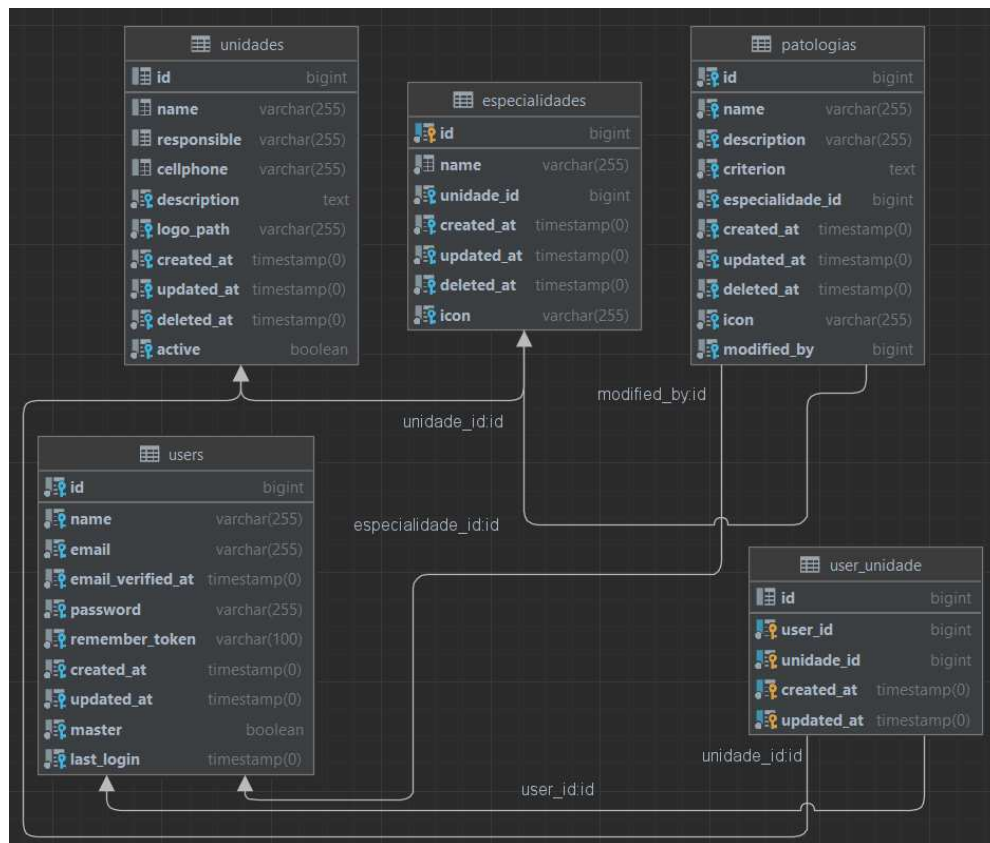 unidades
id bigint
name varchar(255)
responsible varchar(255)
cellphone varchar(255)
description text
logo_path varchar(255)
created_at timestamp(0)
updated_at timestamp(0)
deleted_at timestamp(0)
active boolean
especialidades
id bigint
name varchar(255)
unidade_id bigint
created_at timestamp(0)
updated_at timestamp(0)
deleted_at timestamp(0)
icon varchar(255)
patologias
id bigint
name varchar(255)
description varchar(255)
criterion text
especialidade_id bigint
created_at timestamp(0)
updated_at timestamp(0)
deleted_at timestamp(0)
icon varchar(255)
modified_by bigint
modified_by:id
unidade_id:id
users
id bigint
name varchar(255)
email varchar(255)
email_verified_at timestamp(0)
password varchar(255)
remember_token varchar(100)
created_at timestamp(0)
updated_at timestamp(0)
master boolean
last_login timestamp(0)
especialidade_id:id
user_unidade
id bigint
user_id bigint
unidade_id bigint
created_at timestamp(0)
updated_at timestamp(0)
unidade_id:id
user_id:id